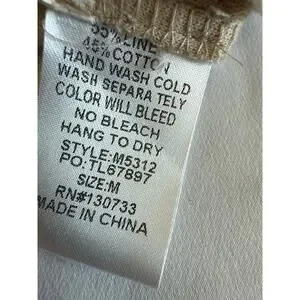 55% LINE
45% COTTON
HAND WASH COLD
WASH SEPARA TELY
COLOR WILL BLEED
NO BLEACH
HANG TO DRY
STYLE: M5312
PO:TL67897
SIZE:M
RN#130733
MADE IN CHINA